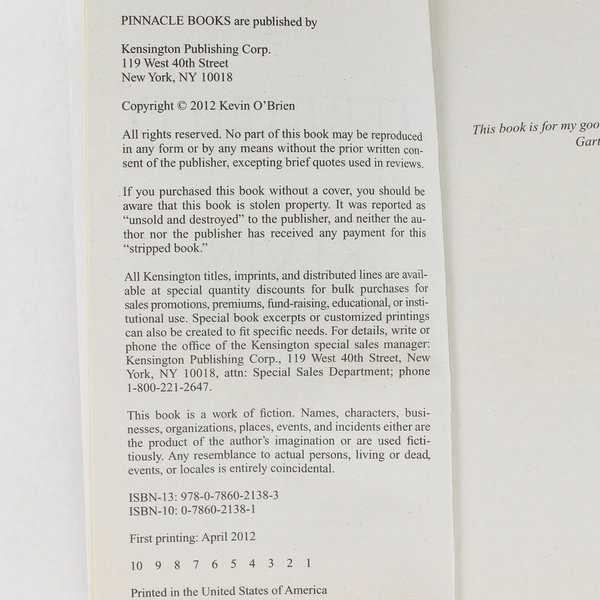 PINNACLE BOOKS are published by
Kensington Publishing Corp.
119 West 40th Street
New York, NY 10018
Copyright © 2012 Kevin O’Brien
All rights reserved. No part of this book may be reproduced
in any form or by any means without the prior written con-
sent of the publisher, excepting brief quotes used in reviews.
If you purchased this book without a cover, you should be
aware that this book is stolen property. It was reported as
“unsold and destroyed” to the publisher, and neither the au-
thor nor the publisher has received any payment for this
“stripped book.”
All Kensington titles, imprints, and distributed lines are avail-
able at special quantity discounts for bulk purchases for
sales promotions, premiums, fund-raising, educational, or insti-
tutional use. Special book excerpts or customized printings
can also be created to fit specific needs. For details, write or
phone the office of the Kensington special sales manager:
Kensington Publishing Corp., 119 West 40th Street, New
York, NY 10018, attn: Special Sales Department; phone
1-800-221-2647.
This book is a work of fiction. Names, characters, busi-
nesses, organizations, places, events, and incidents either are
the product of the author’s imagination or are used ficti-
tiously. Any resemblance to actual persons, living or dead,
events, or locales is entirely coincidental.
ISBN-13: 978-0-7860-2138-3
ISBN-10: 0-7860-2138-1
First printing: April 2012
10 9 8 7 6 5 4 3 2 1
Printed in the United States of America
This book is for my goo
Gart